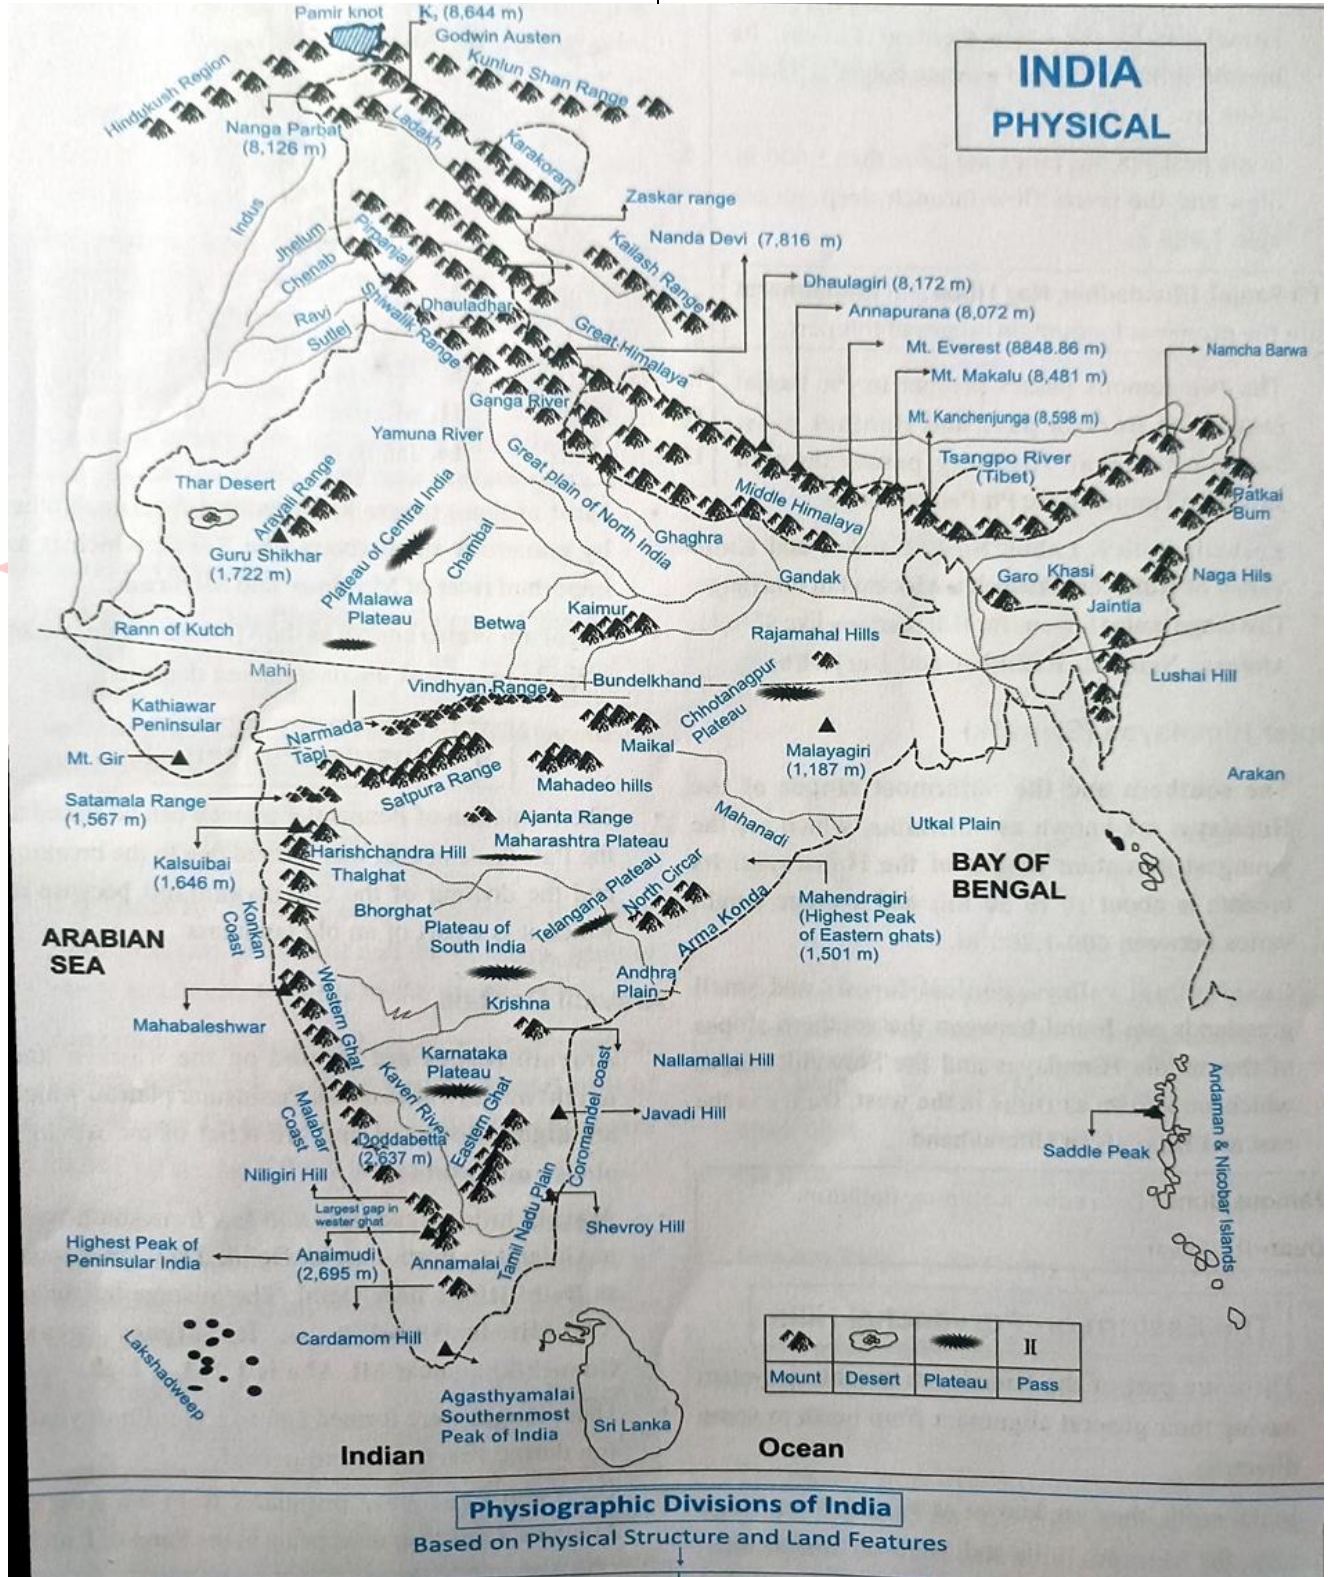 Pamir knot
K, (8,644 m)
Godwin Austen
INDIA
PHYSICAL
Hindukush Region
Kunlun Shan Range
Nanga Parbat
(8,126 m)
Ladakh
Karakoram
Zaskar range
Indus
Jhelum
Chenab
Pirpanjal
Kailash Range
Nanda Devi (7,816 m)
Dhaulagiri (8,172 m)
Ravi
Sutlej
Shiwalik Range
Dhauladhar
Great Himalaya
Annapurana (8,072 m)
Mt. Everest (8848.86 m)
Namcha Barwa
Mt. Makalu (8,481 m)
Ganga River
Mt. Kanchenjunga (8,598 m)
Yamuna River
Great plain of North India
Tsangpo River
(Tibet)
Thar Desert
Aravali Range
Plateau of Central India
Middle Himalaya
Patkai
Bum
Chambal
Ghaghra
Guru Shikhar
(1,722 m)
Gandak
Garo
Khasi
Naga Hils
Malawa
Plateau
Kaimur
Jaintia
Rann of Kutch
Betwa
Rajamahal Hills
Mahi
Vindhyan Range
Bundelkhand
Chhotanagpur
Plateau
Lushai Hill
Kathiawar
Peninsular
Narmada
Tapi
Maikal
Mt. Gir
Malayagiri
(1,187 m)
Satpura Range
Mahadeo hills
Arakan
Satamala Range
(1,567 m)
Ajanta Range
Mahanadi
Utkal Plain
Maharashtra Plateau
Kalsuibai
(1,646 m)
Harishchandra Hill
Thalghat
BAY OF
BENGAL
Bhorghat
Telangana Plateau
North Circar
Mahendragiri
(Highest Peak
of Eastern ghats)
(1,501 m)
Konkan
Coast
Plateau of
South India
Arma Konda
ARABIAN
SEA
Andhra
Plain
Western Ghat
Krishna
Mahabaleshwar
Karnataka
Plateau
Nallamallai Hill
Kaveri River
Coromandel coast
Andaman & Nicobar Islands
Malabar
Coast
Eastern Ghat
Javadi Hill
Doddabetta
(2,637 m)
Saddle Peak
Niligiri Hill
Largest gap in
wester ghat
Tamil Nadu Plain
Shevroy Hill
Highest Peak of
Peninsular India
Anaimudi
(2,695 m)
Annamalai
Cardamom Hill
Lakshadweep
Mount
Desert
Plateau
Pass
Agasthyamalai
Southernmost
Peak of India
Sri Lanka
Indian
Ocean
Physiographic Divisions of India
Based on Physical Structure and Land Features